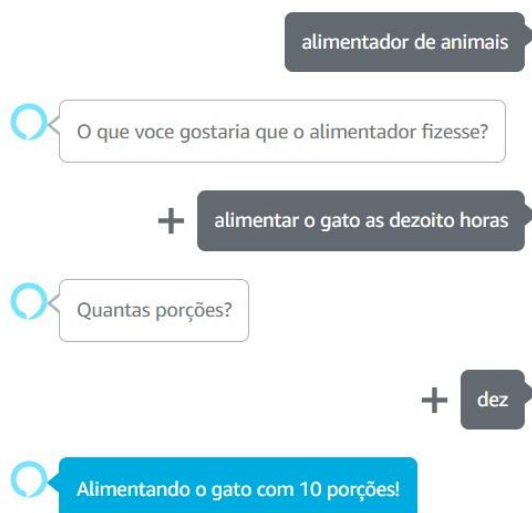 alimentador de animais
O que voce gostaria que o alimentador fizesse?
alimentar o gato as dezoito horas
Quantas porções?
dez
Alimentando o gato com 10 porções!